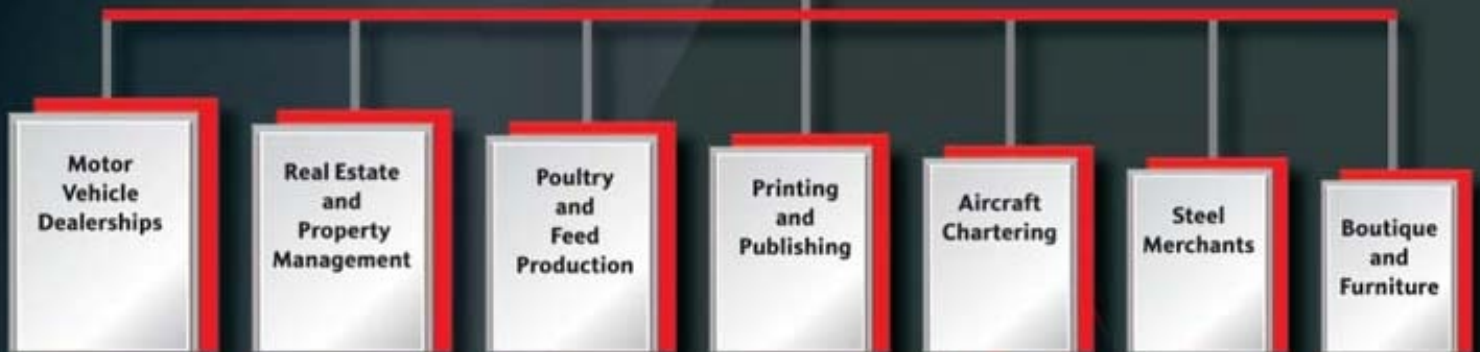 Motor
Vehicle
Dealerships
Real Estate
and
Property
Management
Poultry
and
Feed
Production
Printing
and
Publishing
Aircraft
Chartering
Steel
Merchants
Boutique
and
Furniture